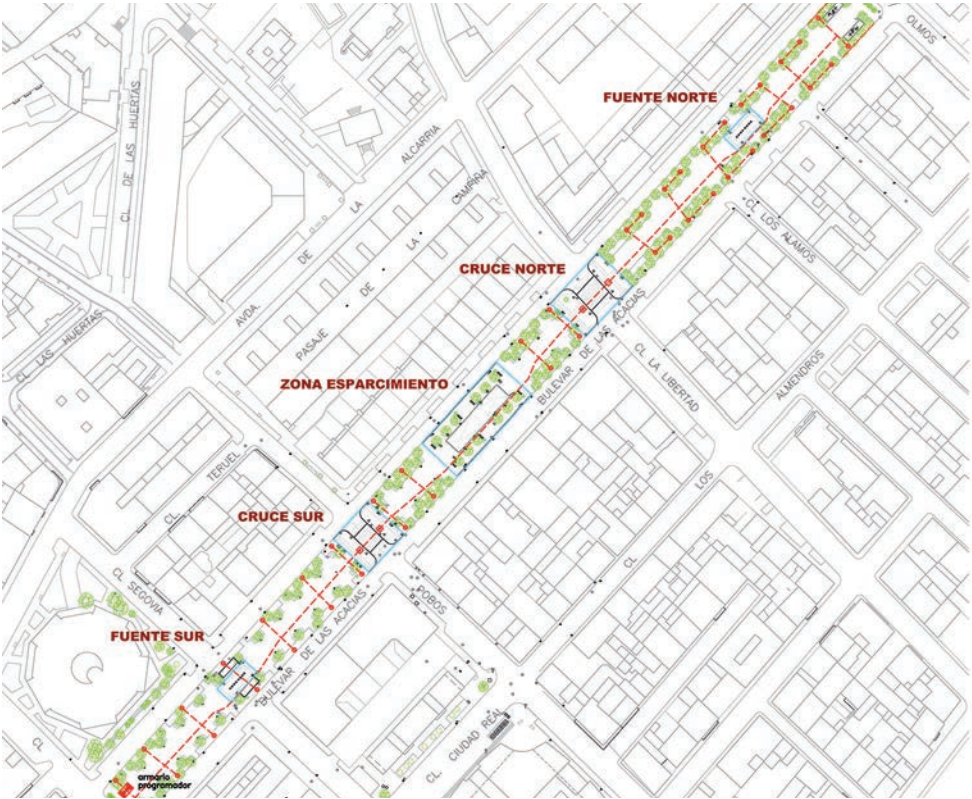 OLMOS
FUENTE NORTE
CL DE LAS HUERTAS
AVDA. DE LA ALCARRIA
PASAJE DE LA CAMPIÑA
CL LOS ALAMOS
CRUCE NORTE
BULEVAR DE LAS ACACIAS
CL LAS HUERTAS
CL LA LIBERTAD
ZONA ESPARCIMIENTO
CL LOS ALMENDROS
CL. TERUEL
CRUCE SUR
CL SEGOVIA
POBOS
FUENTE SUR
BULEVAR DE LAS ACACIAS
CL. CIUDAD REAL
CL
armario
programador